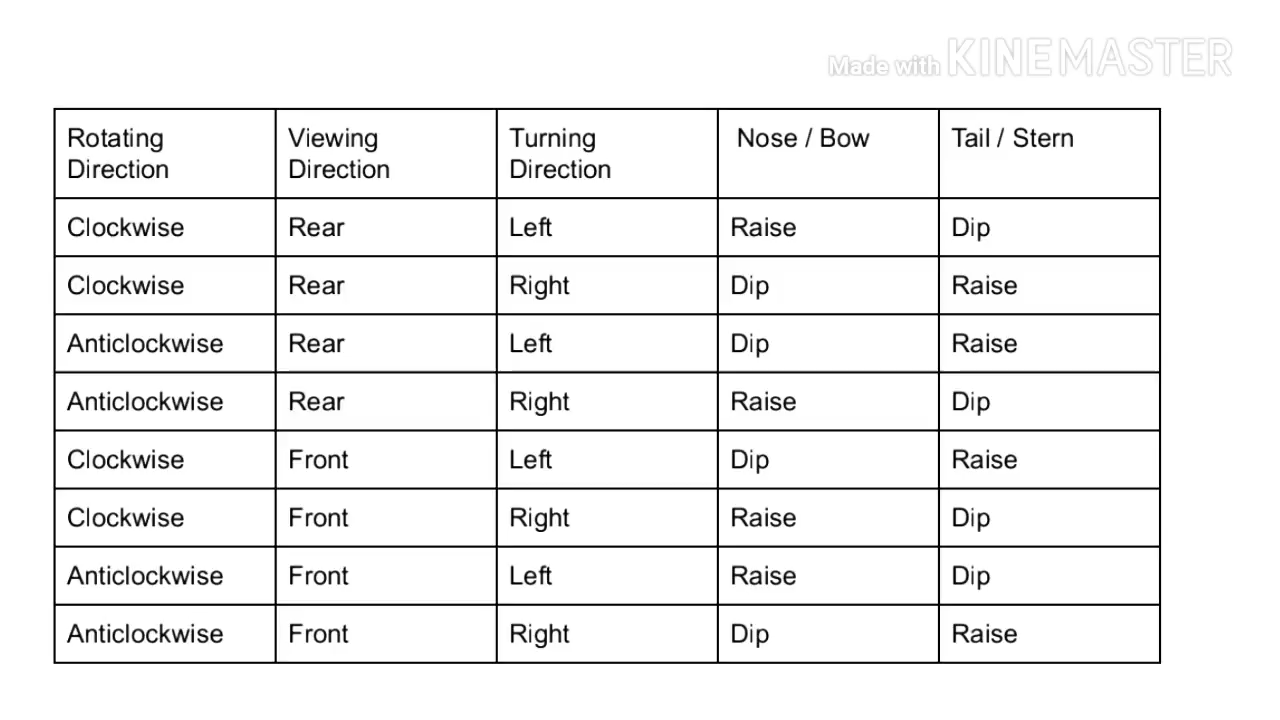 Made with KINEMASTER
Rotating Direction Viewing Direction Turning Direction Nose / Bow Tail / Stern
Clockwise Rear Left Raise Dip
Clockwise Rear Right Dip Raise
Anticlockwise Rear Left Dip Raise
Anticlockwise Rear Right Raise Dip
Clockwise Front Left Dip Raise
Clockwise Front Right Raise Dip
Anticlockwise Front Left Raise Dip
Anticlockwise Front Right Dip Raise